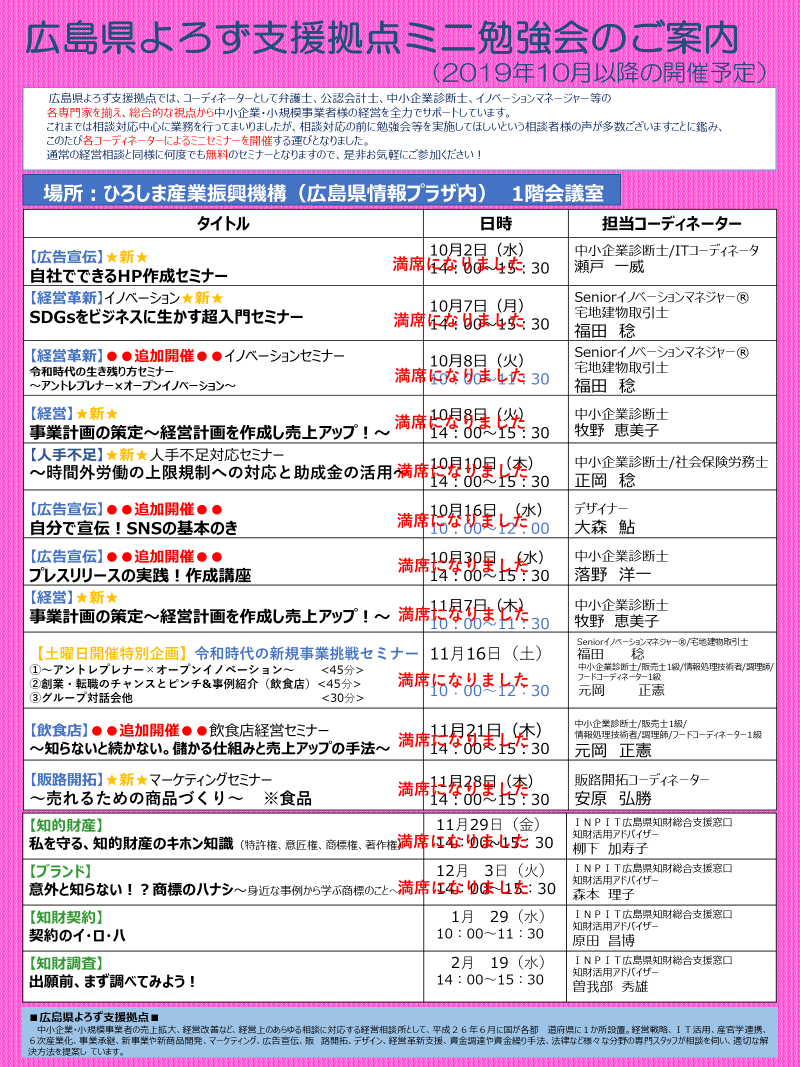 広島県よろず支援拠点ミニ勉強会のご案内
（2019年10月以降の開催予定）
広島県よろず支援拠点では、コーディネーターとして弁護士、公認会計士、中小企業診断士、イノベーションマネージャー等の
各専門家を揃え、総合的な視点から中小企業・小規模事業者様の経営を全力でサポートしています。
これまでは相談対応中心に業務を行ってまいりましたが、相談対応の前に勉強会等を実施してほしいという相談者様の声が多数ございますことに鑑み、
このたび各コーディネーターによるミニセミナーを開催する運びとなりました。
通常の経営相談と同様に何度でも無料のセミナーとなりますので、是非お気軽にご参加ください！
場所：ひろしま産業振興機構（広島県情報プラザ内）　1階会議室
タイトル　日時　担当コーディネーター
【広告宣伝】★新★
自社でできるHP作成セミナー
10月2日（水）
14：00～15：30
満席になりました
中小企業診断士/ITコーディネータ
瀬戸　一威
【経営革新】イノベーション★新★
SDGsをビジネスに生かす超入門セミナー
10月7日（月）
14：00～15：30
満席になりました
Seniorイノベーションマネジャー®
宅地建物取引士
福田　稔
【経営革新】●●追加開催●●イノベーションセミナー
令和時代の生き残り方セミナー
～アントレプレナー×オープンイノベーション～
10月8日（火）
10：00～11：30
満席になりました
Seniorイノベーションマネジャー®
宅地建物取引士
福田　稔
【経営】★新★
事業計画の策定～経営計画を作成し売上アップ！～
10月8日（火）
14：00～15：30
満席になりました
中小企業診断士
牧野　恵美子
【人手不足】★新★人手不足対応セミナー
～時間外労働の上限規制への対応と助成金の活用～
10月10日（木）
14：00～15：30
満席になりました
中小企業診断士/社会保険労務士
正岡　稔
【広告宣伝】●●追加開催●●
自分で宣伝！SNSの基本のき
10月16日　（水）
10：00～12：00
満席になりました
デザイナー
大森　鮎
【広告宣伝】●●追加開催●●
プレスリリースの実践！作成講座
10月30日　（水）
14：00～15：30
満席になりました
中小企業診断士
落野　洋一
【経営】★新★
事業計画の策定～経営計画を作成し売上アップ！～
11月7日（木）
10：00～11：30
満席になりました
中小企業診断士
牧野　恵美子
【土曜日開催特別企画】令和時代の新規事業挑戦セミナー
①～アントレプレナー×オープンイノベーション～　<45分>
②創業・転職のチャンスとピンチ&事例紹介（飲食店）<45分>
③グループ対話会他　<30分>
11月16日（土）
10：00～12：30
満席になりました
Seniorイノベーションマネジャー®/宅地建物取引士
福田　稔
中小企業診断士/販売士1級/情報処理技術者/調理師/
フードコーディネーター1級
元岡　正憲
【飲食店】●●追加開催●●飲食店経営セミナー
～知らないと続かない。儲かる仕組みと売上アップの手法～
11月21日（木）
14：00～15：30
満席になりました
中小企業診断士/販売士1級/
情報処理技術者/調理師/フードコーディネーター1級
元岡　正憲
【販路開拓】★新★マーケティングセミナー
～売れるための商品づくり～　※食品
11月28日（木）
14：00～15：30
満席になりました
販路開拓コーディネーター
安原　弘勝
【知的財産】
私を守る、知的財産のキホン知識（特許権、意匠権、商標権、著作権）
11月29日（金）
14：00～15：30
満席になりました
ＩＮＰＩＴ広島県知財総合支援窓口
知財活用アドバイザー
柳下　加寿子
【ブランド】
意外と知らない！？商標のハナシ～身近な事例から学ぶ商標のこと～
12月　3日（火）
14：00～15：30
満席になりました
ＩＮＰＩＴ広島県知財総合支援窓口
知財活用アドバイザー
森本　理子
【知財契約】
契約のイ・ロ・ハ
1月　29（水）
10：00～11：30
ＩＮＰＩＴ広島県知財総合支援窓口
知財活用アドバイザー
原田　昌博
【知財調査】
出願前、まず調べてみよう！
2月　19（水）
14：00～15：30
ＩＮＰＩＴ広島県知財総合支援窓口
知財活用アドバイザー
曽我部　秀雄
■広島県よろず支援拠点■
中小企業・小規模事業者の売上拡大、経営改善など、経営上のあらゆる相談に対応する経営相談所として、平成２６年６月に国が各都　道府県に１か所設置。経営戦略、ＩＴ活用、産官学連携、
６次産業化、事業承継、新事業や新商品開発、マーケティング、広告宣伝、販　路開拓、デザイン、経営革新支援、資金調達や資金繰り手法、法律など様々な分野の専門スタッフが相談を伺い、適切な解
決方法を提案し ています。